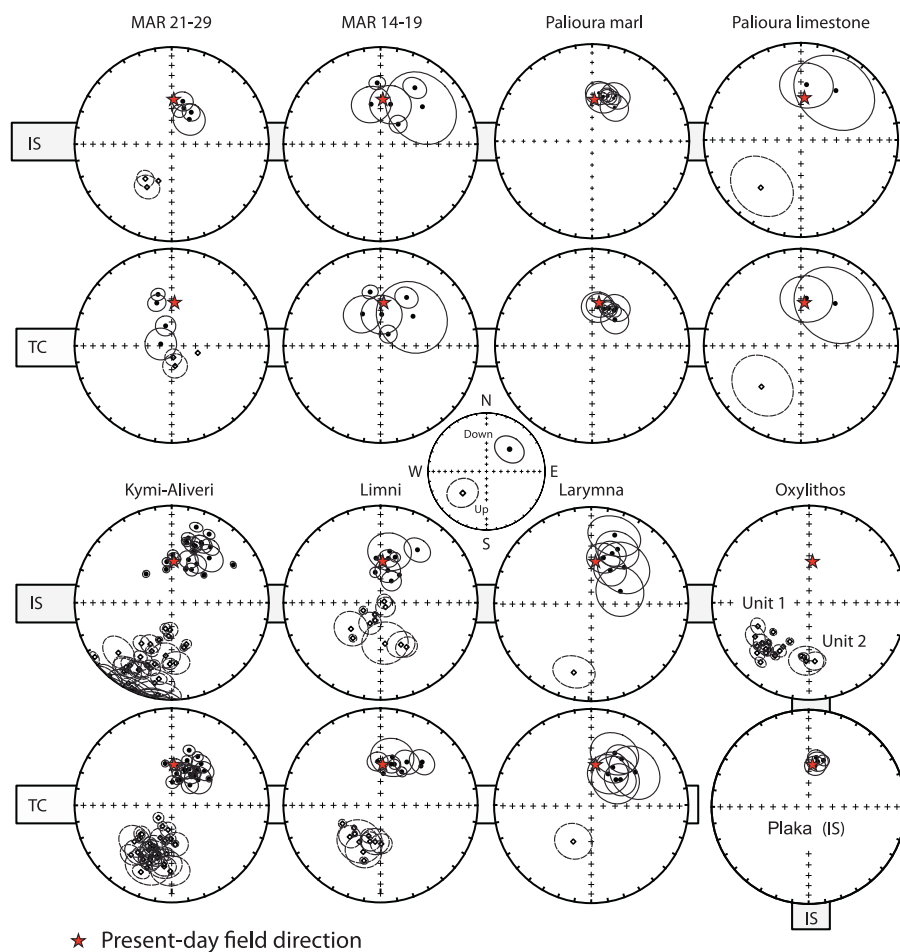 MAR 21-29 MAR 14-19 Palioura marl Palioura limestone
IS
TC
N
Down
W E
Up
S
Kymi-Aliveri Limni Larymna Oxylithos
IS
Unit 1
Unit 2
TC
Plaka (IS)
IS
Present-day field direction